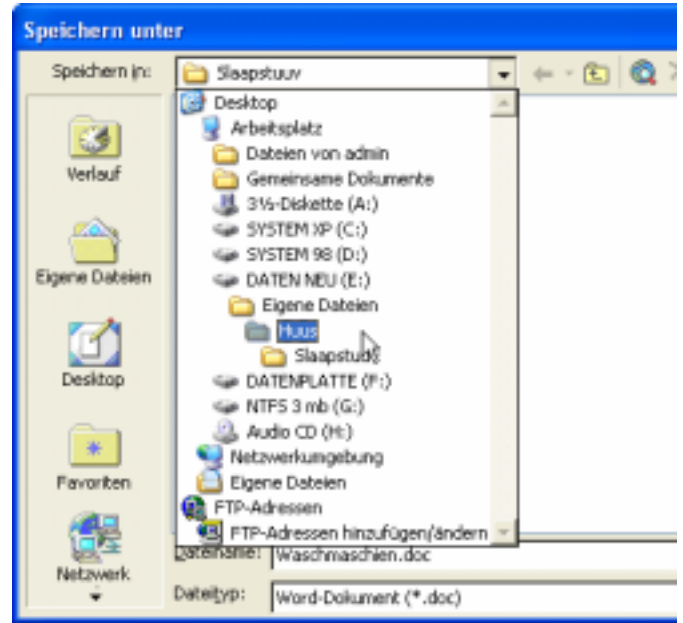 Speichern unter
Speichern in:
Slaapstuuv
Desktop
Arbeitsplatz
Dateien von admin
Gemeinsame Dokumente
3½-Diskette (A:)
SYSTEM XP (C:)
SYSTEM 98 (D:)
DATEN NEU (E:)
Eigene Dateien
Huus
Slaapstuuv
DATENPLATTE (F:)
NTFS 3 mb (G:)
Audio CD (H:)
Netzwerkumgebung
Eigene Dateien
FTP-Adressen
FTP-Adressen hinzufügen/ändern
Verlauf
Eigene Dateien
Desktop
Favoriten
Netzwerk
Dateiname:
Waschmaschien.doc
Dateityp:
Word-Dokument (*.doc)